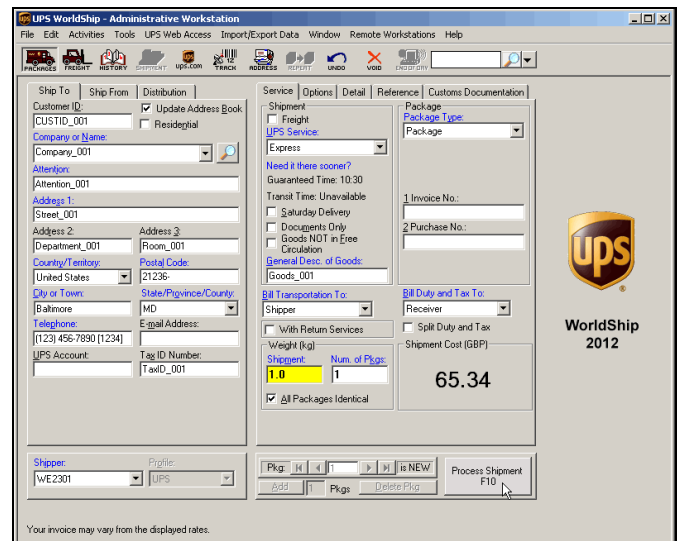 UPS WorldShip - Administrative Workstation
File Edit Activities Tools UPS Web Access Import/Export Data Window Remote Workstations Help
PACKAGES FREIGHT HISTORY SHIPMENT ups.com TRACK ADDRESS REPEAT UNDO VOID END OF DAY
Ship To Ship From Distribution
Customer ID:
Update Address Book
CUSTID_001
Residential
Company or Name:
Company_001
Attention:
Attention_001
Address 1:
Street_001
Address 2: Address 3:
Department_001 Room_001
Country/Territory: Postal Code:
United States 21236-
City or Town: State/Province/County:
Baltimore MD
Telephone: E-mail Address:
(123) 456-7890 [1234]
UPS Account: Tax ID Number:
TaxID_001
Shipper: Profile:
WE2301 UPS
Service Options Detail Reference Customs Documentation
Shipment
Freight
UPS Service:
Express
Need it there sooner?
Guaranteed Time: 10:30
Transit Time: Unavailable
Saturday Delivery
Documents Only
Goods NOT in Free
Circulation
General Desc. of Goods:
Goods_001
Package
Package Type:
Package
1 Invoice No.:
2 Purchase No.:
Bill Transportation To: Bill Duty and Tax To:
Shipper Receiver
With Return Services Split Duty and Tax
Weight (kg)
Shipment: Num. of Pkgs:
1.0 1
All Packages Identical
Shipment Cost (GBP)
65.34
Pkg: 1 is NEW
Add 1 Pkgs Delete Pkg
Process Shipment
F10
ups
WorldShip
2012
Your invoice may vary from the displayed rates.